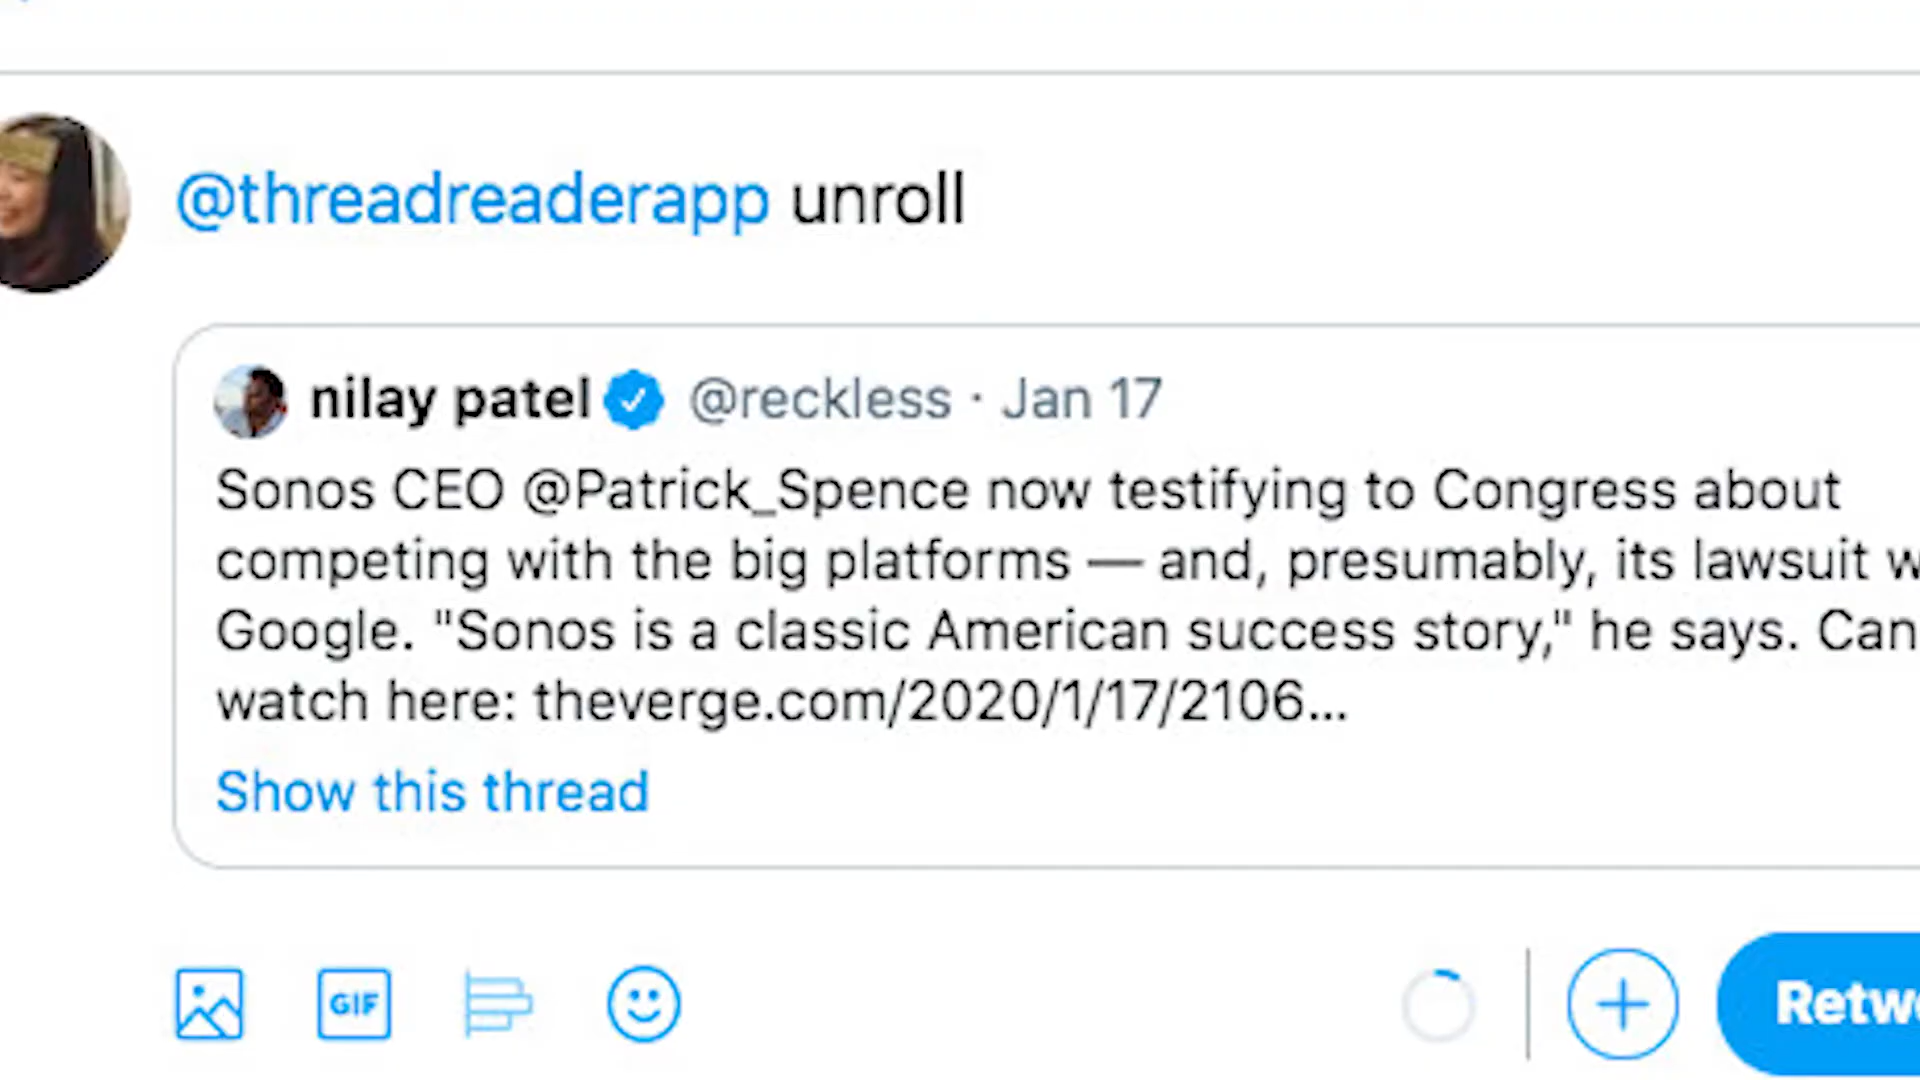 @threadreaderapp unroll
nilay patel @reckless · Jan 17
Sonos CEO @Patrick_Spence now testifying to Congress about
competing with the big platforms — and, presumably, its lawsuit
Google. "Sonos is a classic American success story," he says. Can
watch here: theverge.com/2020/1/17/2106...
Show this thread
GIF